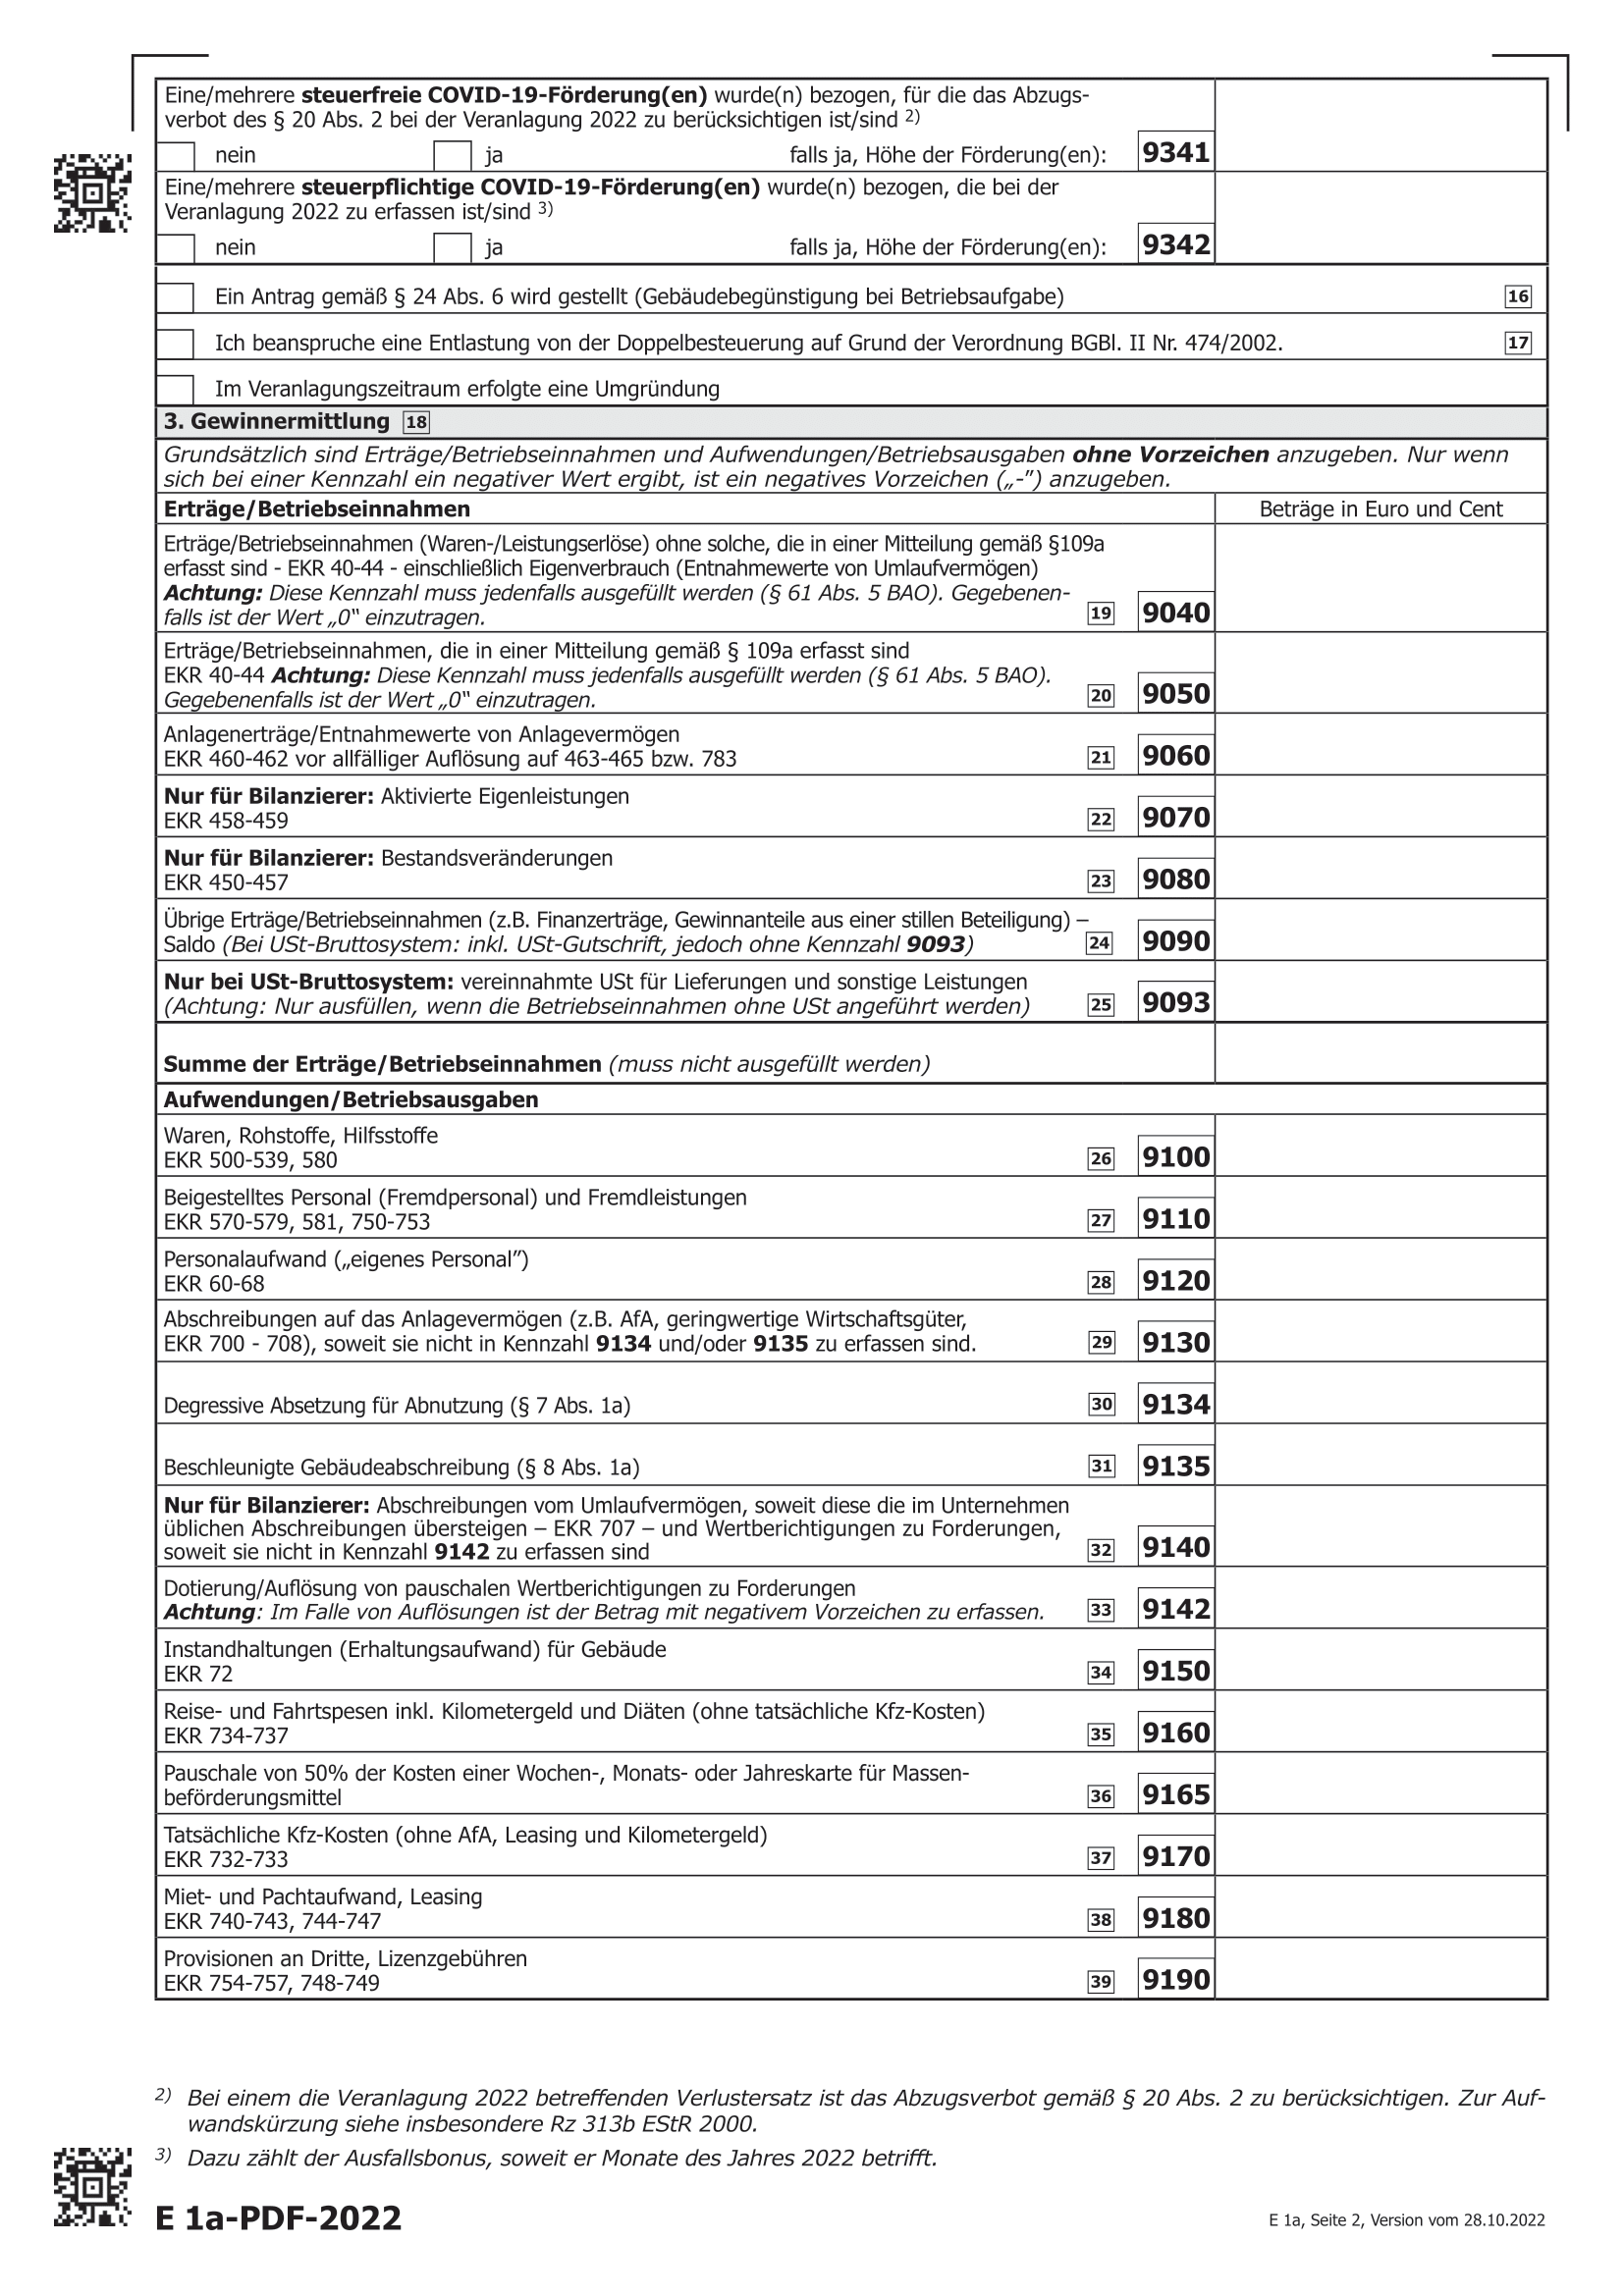 Eine/mehrere steuerfreie COVID-19-Förderung(en) wurde(n) bezogen, für die das Abzugs-
verbot des § 20 Abs. 2 bei der Veranlagung 2022 zu berücksichtigen ist/sind 2)
nein ja falls ja, Höhe der Förderung(en): 9341
Eine/mehrere steuerpflichtige COVID-19-Förderung(en) wurde(n) bezogen, die bei der
Veranlagung 2022 zu erfassen ist/sind 3)
nein ja falls ja, Höhe der Förderung(en): 9342
Ein Antrag gemäß § 24 Abs. 6 wird gestellt (Gebäudebegünstigung bei Betriebsaufgabe) 16
Ich beanspruche eine Entlastung von der Doppelbesteuerung auf Grund der Verordnung BGBl. II Nr. 474/2002. 17
Im Veranlagungszeitraum erfolgte eine Umgründung
3. Gewinnermittlung 18
Grundsätzlich sind Erträge/Betriebseinnahmen und Aufwendungen/Betriebsausgaben ohne Vorzeichen anzugeben. Nur wenn
sich bei einer Kennzahl ein negativer Wert ergibt, ist ein negatives Vorzeichen („-”) anzugeben.
Erträge/Betriebseinnahmen Beträge in Euro und Cent
Erträge/Betriebseinnahmen (Waren-/Leistungserlöse) ohne solche, die in einer Mitteilung gemäß §109a
erfasst sind - EKR 40-44 - einschließlich Eigenverbrauch (Entnahmewerte von Umlaufvermögen)
Achtung: Diese Kennzahl muss jedenfalls ausgefüllt werden (§ 61 Abs. 5 BAO). Gegebenen-
falls ist der Wert „0“ einzutragen. 19 9040
Erträge/Betriebseinnahmen, die in einer Mitteilung gemäß § 109a erfasst sind
EKR 40-44 Achtung: Diese Kennzahl muss jedenfalls ausgefüllt werden (§ 61 Abs. 5 BAO).
Gegebenenfalls ist der Wert „0“ einzutragen. 20 9050
Anlagenerträge/Entnahmewerte von Anlagevermögen
EKR 460-462 vor allfälliger Auflösung auf 463-465 bzw. 783 21 9060
Nur für Bilanzierer: Aktivierte Eigenleistungen
EKR 458-459 22 9070
Nur für Bilanzierer: Bestandsveränderungen
EKR 450-457 23 9080
Übrige Erträge/Betriebseinnahmen (z.B. Finanzerträge, Gewinnanteile aus einer stillen Beteiligung) –
Saldo (Bei USt-Bruttosystem: inkl. USt-Gutschrift, jedoch ohne Kennzahl 9093) 24 9090
Nur bei USt-Bruttosystem: vereinnahmte USt für Lieferungen und sonstige Leistungen
(Achtung: Nur ausfüllen, wenn die Betriebseinnahmen ohne USt angeführt werden) 25 9093
Summe der Erträge/Betriebseinnahmen (muss nicht ausgefüllt werden)
Aufwendungen/Betriebsausgaben
Waren, Rohstoffe, Hilfsstoffe
EKR 500-539, 580 26 9100
Beigestelltes Personal (Fremdpersonal) und Fremdleistungen
EKR 570-579, 581, 750-753 27 9110
Personalaufwand („eigenes Personal”)
EKR 60-68 28 9120
Abschreibungen auf das Anlagevermögen (z.B. AfA, geringwertige Wirtschaftsgüter,
EKR 700 - 708), soweit sie nicht in Kennzahl 9134 und/oder 9135 zu erfassen sind. 29 9130
Degressive Absetzung für Abnutzung (§ 7 Abs. 1a) 30 9134
Beschleunigte Gebäudeabschreibung (§ 8 Abs. 1a) 31 9135
Nur für Bilanzierer: Abschreibungen vom Umlaufvermögen, soweit diese die im Unternehmen
üblichen Abschreibungen übersteigen – EKR 707 – und Wertberichtigungen zu Forderungen,
soweit sie nicht in Kennzahl 9142 zu erfassen sind 32 9140
Dotierung/Auflösung von pauschalen Wertberichtigungen zu Forderungen
Achtung: Im Falle von Auflösungen ist der Betrag mit negativem Vorzeichen zu erfassen. 33 9142
Instandhaltungen (Erhaltungsaufwand) für Gebäude
EKR 72 34 9150
Reise- und Fahrtspesen inkl. Kilometergeld und Diäten (ohne tatsächliche Kfz-Kosten)
EKR 734-737 35 9160
Pauschale von 50% der Kosten einer Wochen-, Monats- oder Jahreskarte für Massen-
beförderungsmittel 36 9165
Tatsächliche Kfz-Kosten (ohne AfA, Leasing und Kilometergeld)
EKR 732-733 37 9170
Miet- und Pachtaufwand, Leasing
EKR 740-743, 744-747 38 9180
Provisionen an Dritte, Lizenzgebühren
EKR 754-757, 748-749 39 9190
2) Bei einem die Veranlagung 2022 betreffenden Verlustersatz ist das Abzugsverbot gemäß § 20 Abs. 2 zu berücksichtigen. Zur Auf-
wandskürzung siehe insbesondere Rz 313b EStR 2000.
3) Dazu zählt der Ausfallsbonus, soweit er Monate des Jahres 2022 betrifft.
E 1a-PDF-2022 E 1a, Seite 2, Version vom 28.10.2022